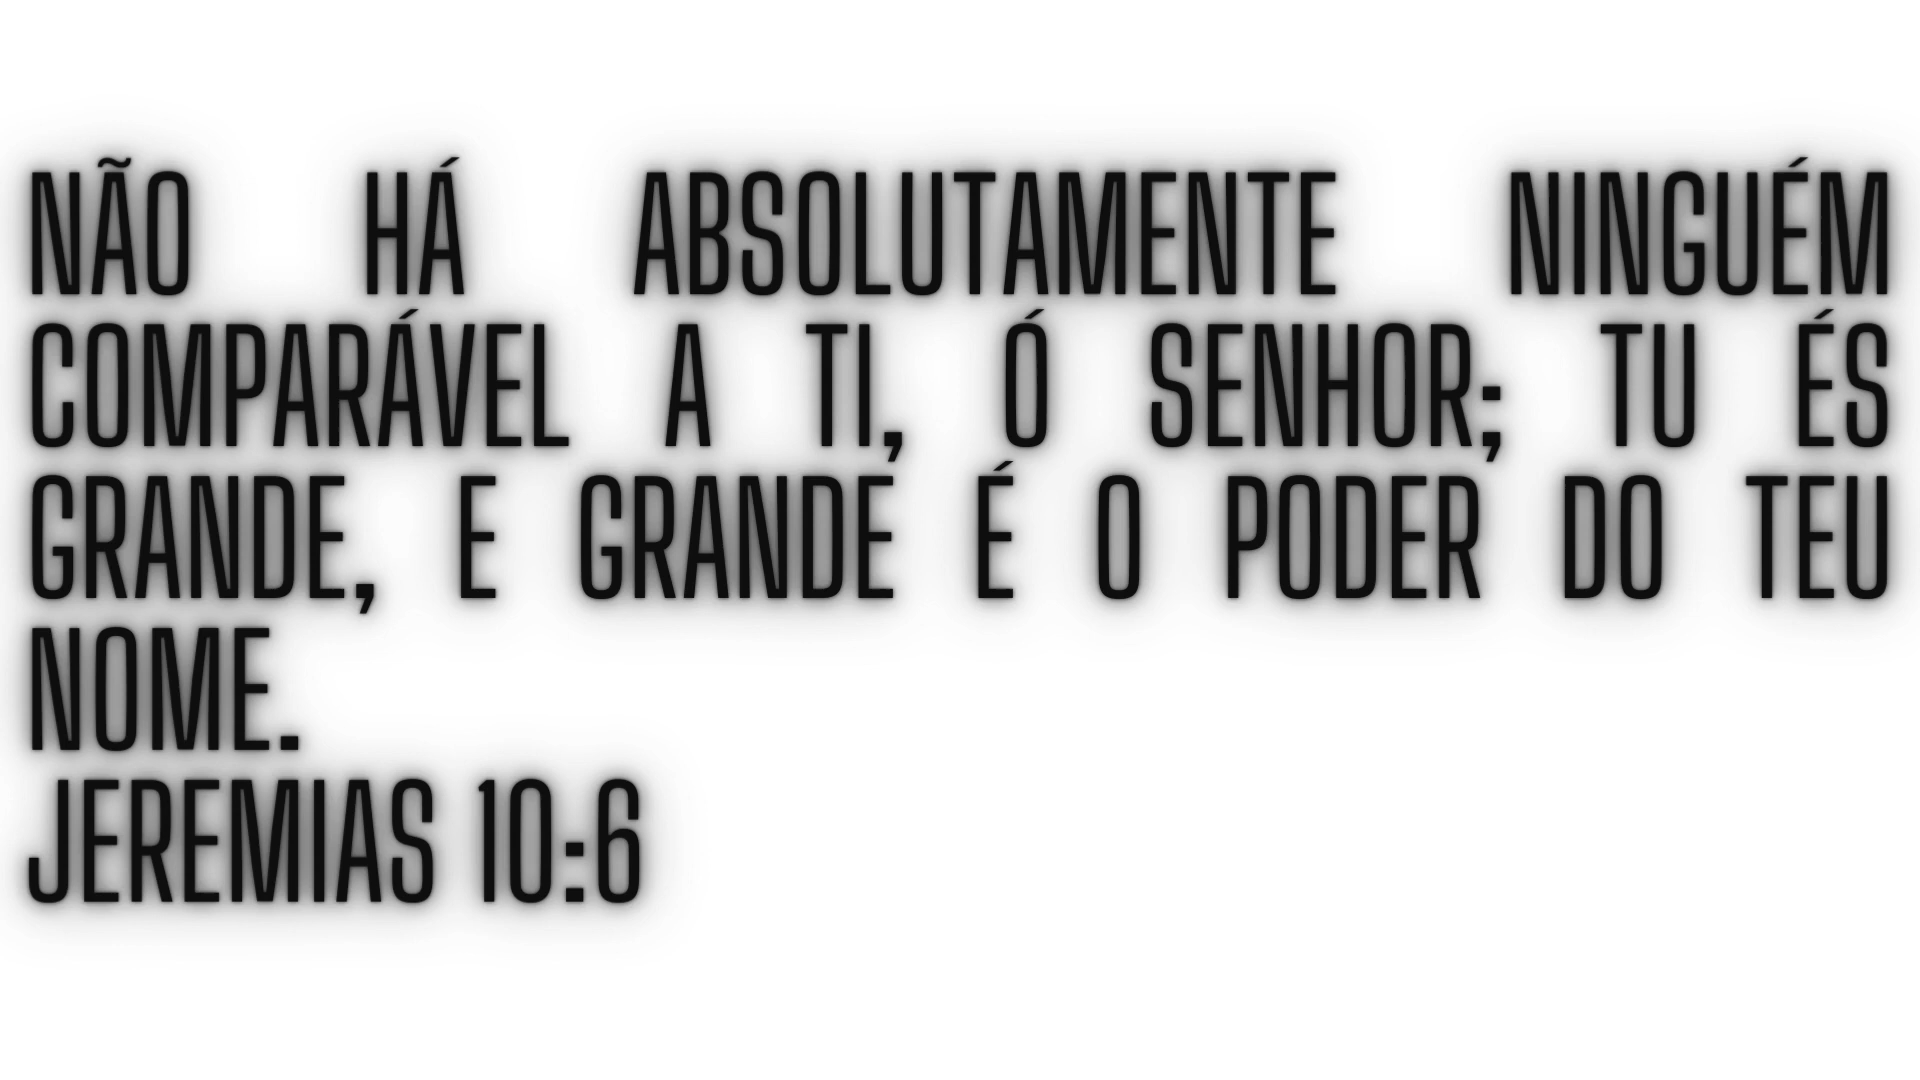 NÃO HÁ ABSOLUTAMENTE NINGUÉM
COMPARÁVEL A TI, Ó SENHOR; TU ÉS
GRANDE, E GRANDE É O PODER DO TEU
NOME.
JEREMIAS 10:6